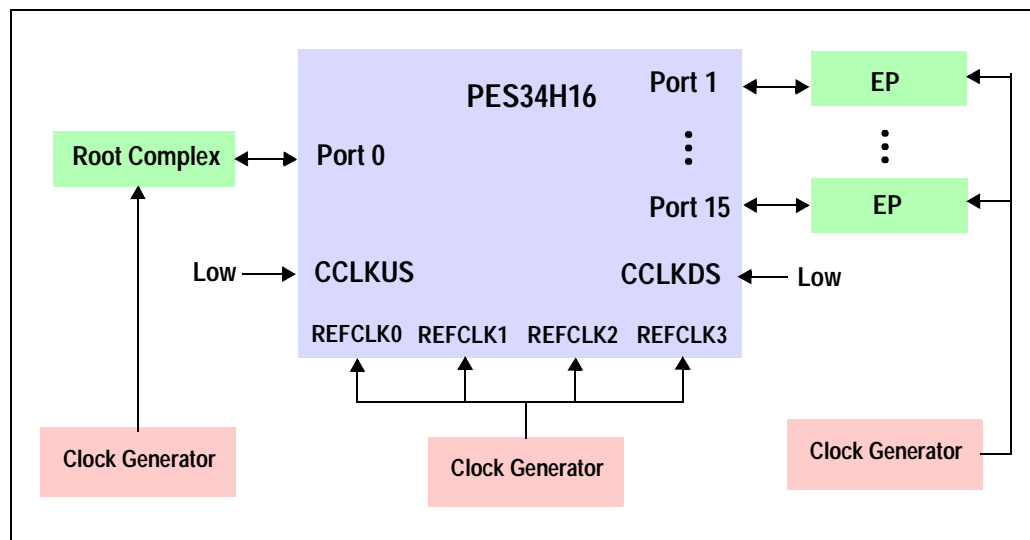 PES34H16
Port 1
EP
Root Complex
Port 0
Port 15
EP
Low
CCLKUS
CCLKDS
Low
REFCLK0 REFCLK1 REFCLK2 REFCLK3
Clock Generator
Clock Generator
Clock Generator